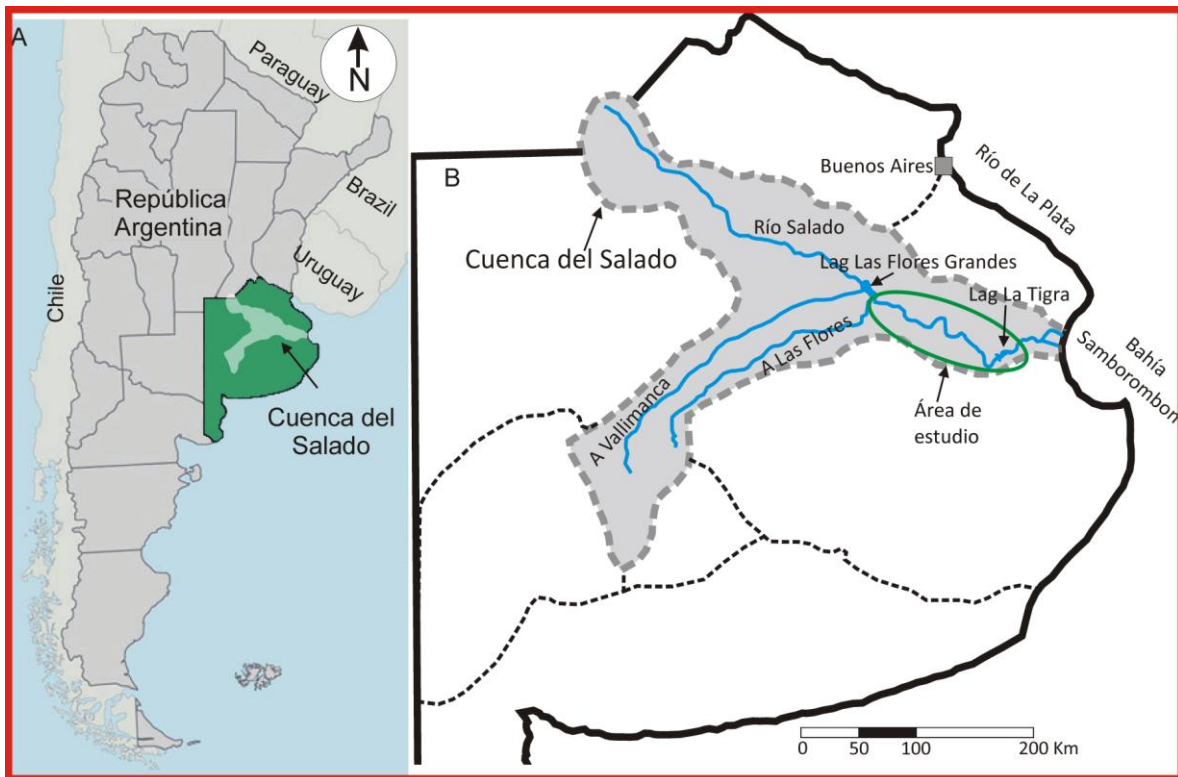 A
N
Paraguay
Brazil
República
Argentina
Uruguay
Chile
Cuenca del
Salado
B
Buenos Aires
Río de La Plata
Río Salado
Cuenca del Salado
Lag Las Flores Grandes
Lag La Tigra
A Las Flores
A Vallimanca
Bahía
Samborombon
Área de
estudio
0 50 100 200 Km